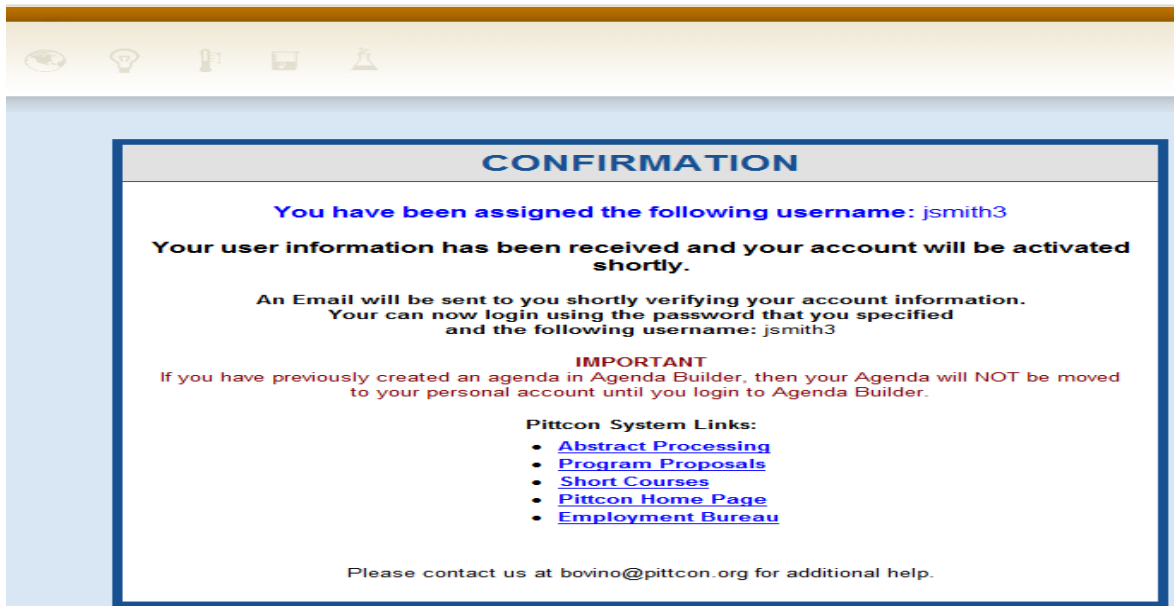 CONFIRMATION
You have been assigned the following username: jsmith3
Your user information has been received and your account will be activated
shortly.
An Email will be sent to you shortly verifying your account information.
Your can now login using the password that you specified
and the following username: jsmith3
IMPORTANT
If you have previously created an agenda in Agenda Builder, then your Agenda will NOT be moved
to your personal account until you login to Agenda Builder.
Pittcon System Links:
• Abstract Processing
• Program Proposals
• Short Courses
• Pittcon Home Page
• Employment Bureau
Please contact us at bovino@pittcon.org for additional help.